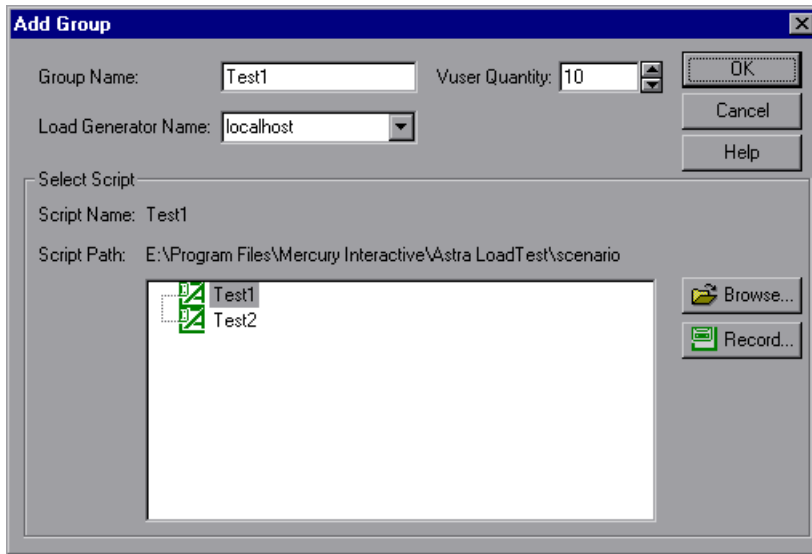 Add Group
Group Name: Test1 Vuser Quantity: 10 OK
Load Generator Name: localhost Cancel
Help
Select Script
Script Name: Test1
Script Path: E:\Program Files\Mercury Interactive\Astra LoadTest\scenario
Test1 Browse...
Test2
Record...